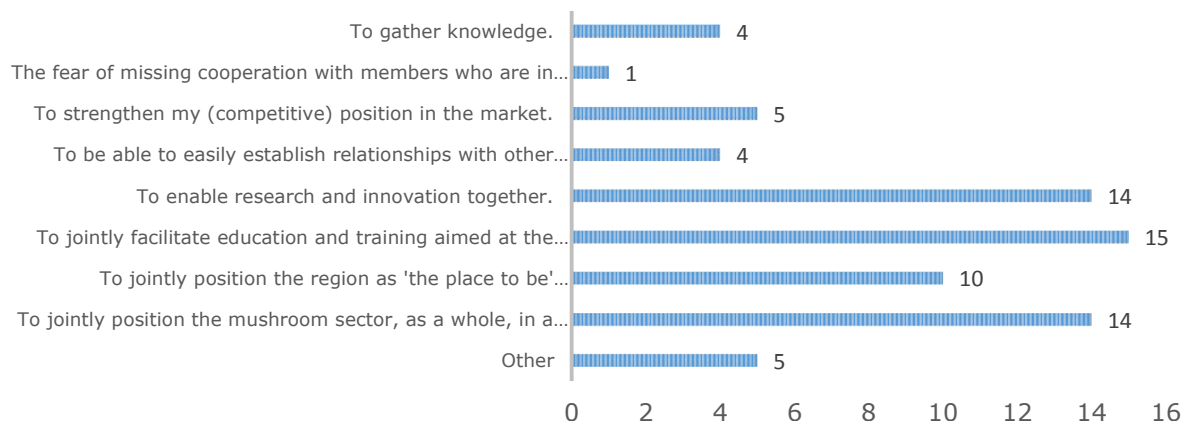 To gather knowledge. 4
The fear of missing cooperation with members who are in… 1
To strengthen my (competitive) position in the market. 5
To be able to easily establish relationships with other… 4
To enable research and innovation together. 14
To jointly facilitate education and training aimed at the… 15
To jointly position the region as 'the place to be'… 10
To jointly position the mushroom sector, as a whole, in a… 14
Other 5
0 2 4 6 8 10 12 14 16